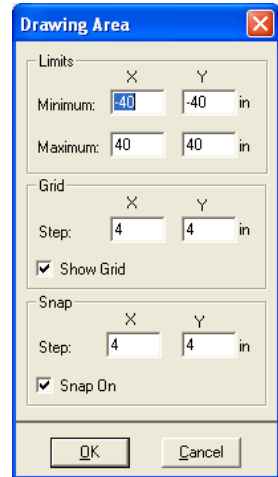 Drawing Area
Limits
X Y
Minimum: -40 -40 in
Maximum: 40 40 in
Grid
X Y
Step: 4 4 in
Show Grid
Snap
X Y
Step: 4 4 in
Snap On
OK Cancel